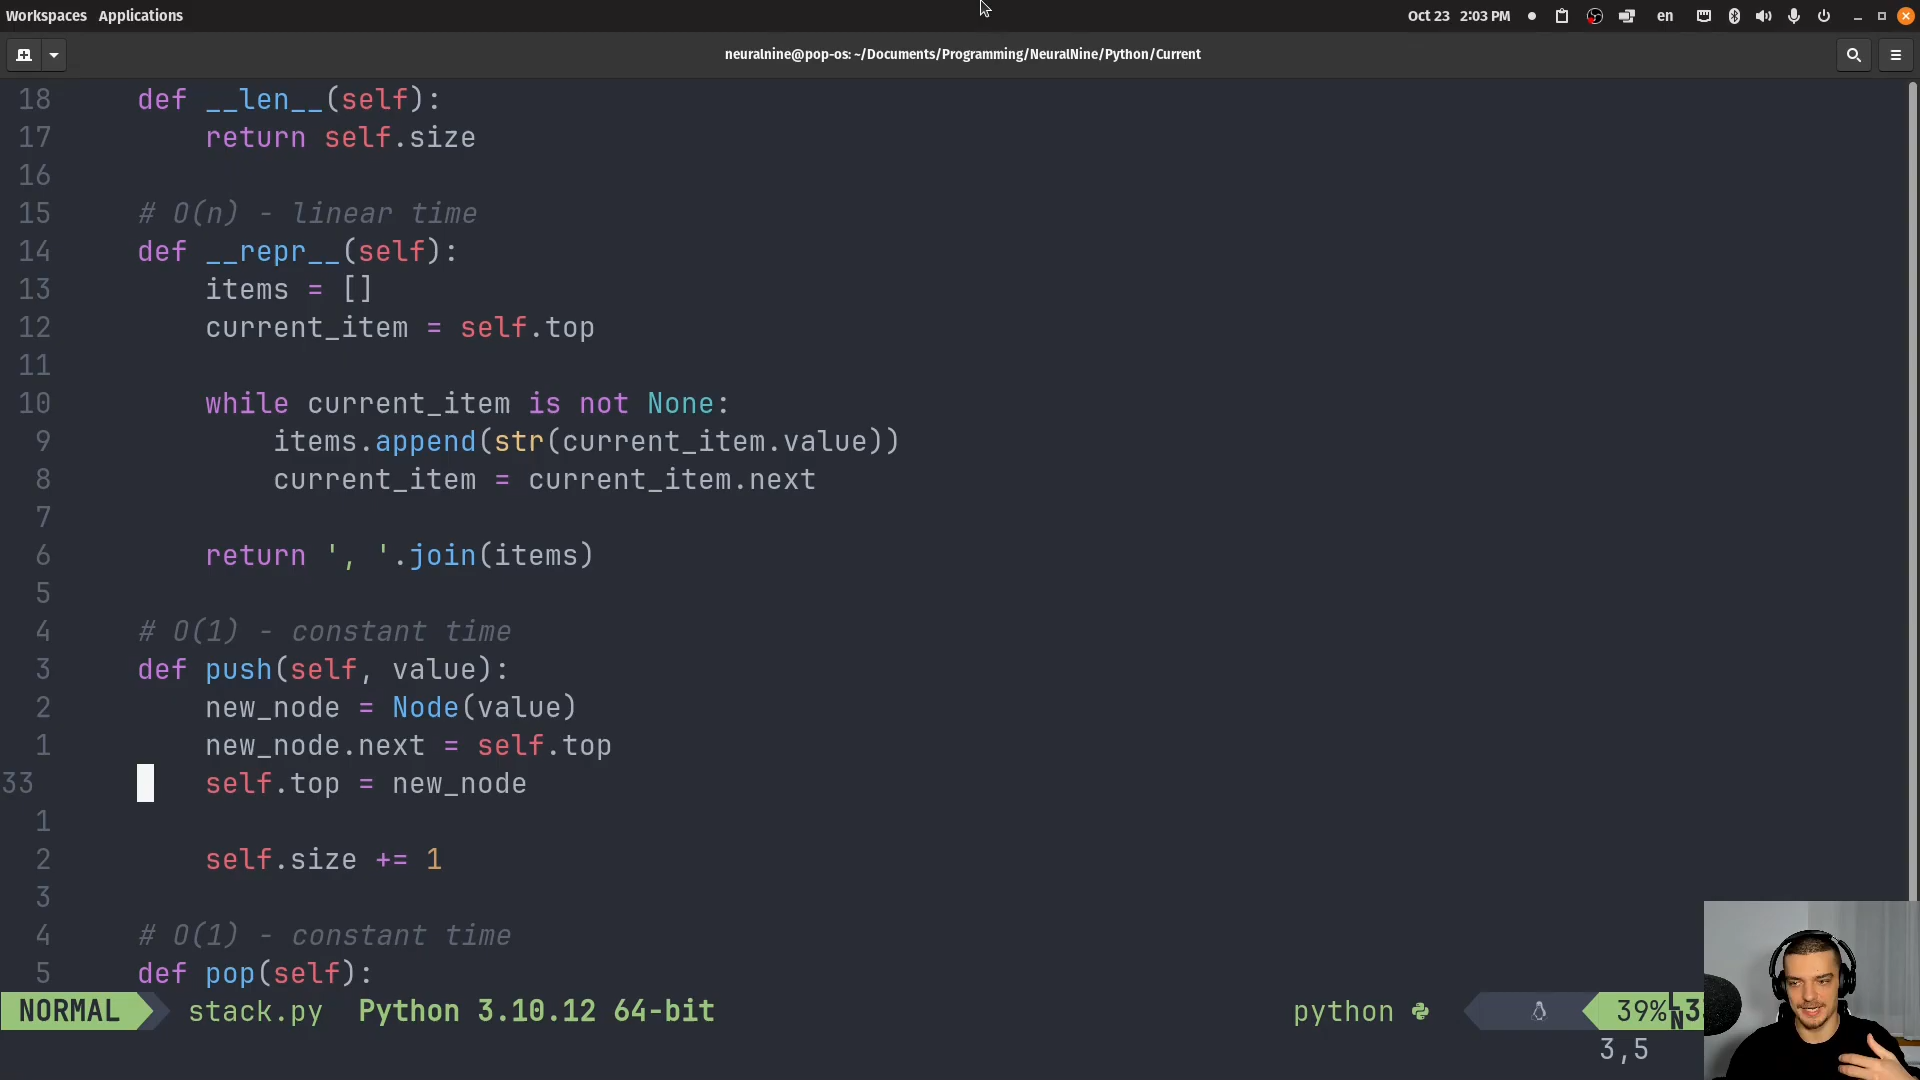 Workspaces Applications
Oct 23 2:03 PM
en
neuralnine@pop-os: ~/Documents/Programming/NeuralNine/Python/Current
18 def __len__(self):
17 return self.size
16
15 # O(n) - linear time
14 def __repr__(self):
13 items = []
12 current_item = self.top
11
10 while current_item is not None:
9 items.append(str(current_item.value))
8 current_item = current_item.next
7
6 return ', '.join(items)
5
4 # O(1) - constant time
3 def push(self, value):
2 new_node = Node(value)
1 new_node.next = self.top
33 self.top = new_node
1
2 self.size += 1
3
4 # O(1) - constant time
5 def pop(self):
NORMAL stack.py Python 3.10.12 64-bit python 39%
3,5